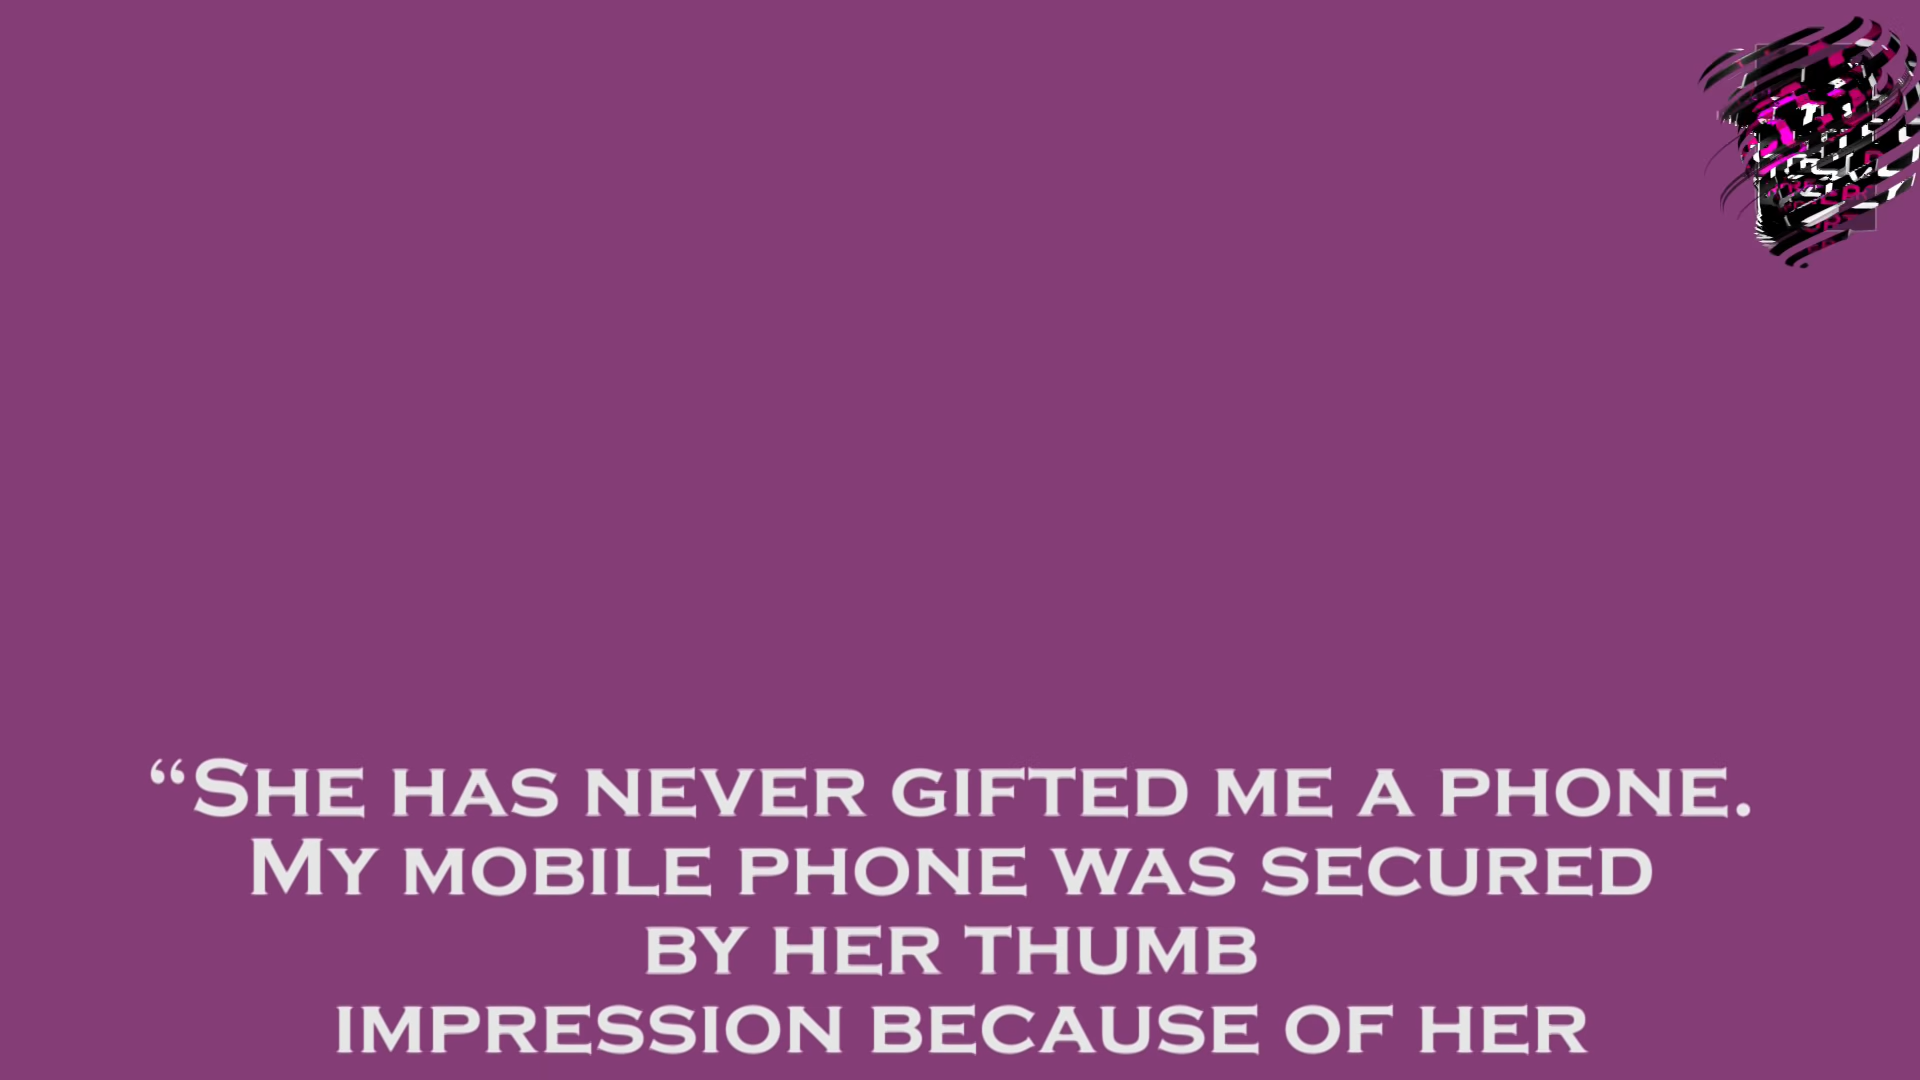 “She has never gifted me a phone.
My mobile phone was secured
by her thumb
impression because of her